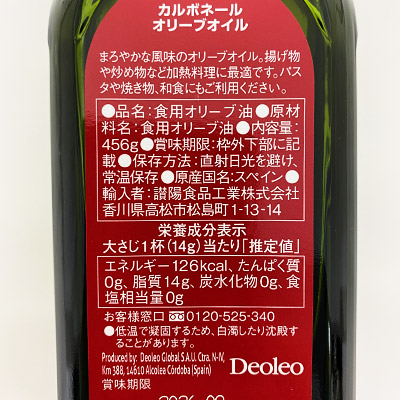 カルボネール
オリーブオイル
まろやかな風味のオリーブオイル。揚げ物
や炒め物など加熱料理に最適です。パス
タや焼き物、和食にもご利用ください。
●品名：食用オリーブ油●原材
料名：食用オリーブ油●内容量：
456g●賞味期限：枠外下部に記
載●保存方法：直射日光を避け、
常温保存●原産国名：スペイン●
輸入者：讃陽食品工業株式会社
香川県高松市松島町1-13-14
栄養成分表示
大さじ1杯(14g)当たり「推定値」
エネルギー126kcal、たんぱく質
0g、脂質14g、炭水化物0g、食
塩相当量0g
お客様窓口 0120-525-340
●低温で凝固するため、白濁したり沈殿す
ることがあります。
Produced by: Deoleo Global S.A.U. Ctra. N-IV,
Km 388, 14610 Alcolea Córdoba (Spain)
Deoleo
賞味期限